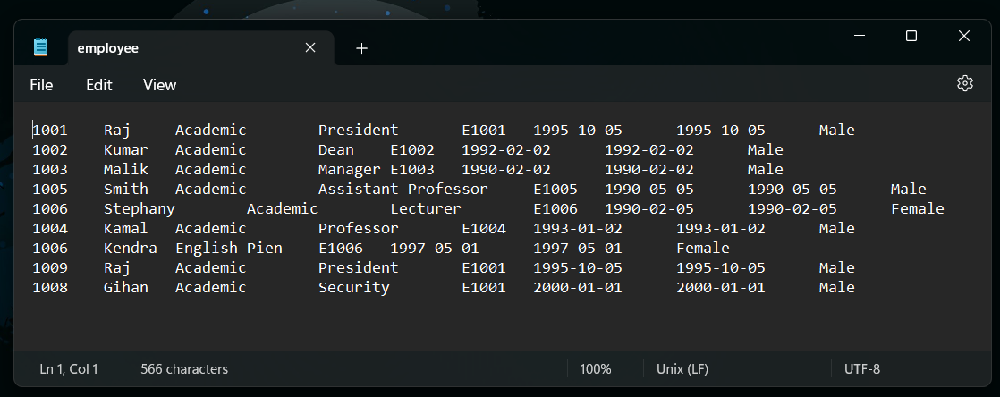 employee
File Edit View
1001 Raj Academic President E1001 1995-10-05 1995-10-05 Male
1002 Kumar Academic Dean E1002 1992-02-02 1992-02-02 Male
1003 Malik Academic Manager E1003 1990-02-02 1990-02-02 Male
1005 Smith Academic Assistant Professor E1005 1990-05-05 1990-05-05 Male
1006 Stephany Academic Lecturer E1006 1990-02-05 1990-02-05 Female
1004 Kamal Academic Professor E1004 1993-01-02 1993-01-02 Male
1006 Kendra English Pien E1006 1997-05-01 1997-05-01 Female
1009 Raj Academic President E1001 1995-10-05 1995-10-05 Male
1008 Gihan Academic Security E1001 2000-01-01 2000-01-01 Male
Ln 1, Col 1 566 characters 100% Unix (LF) UTF-8